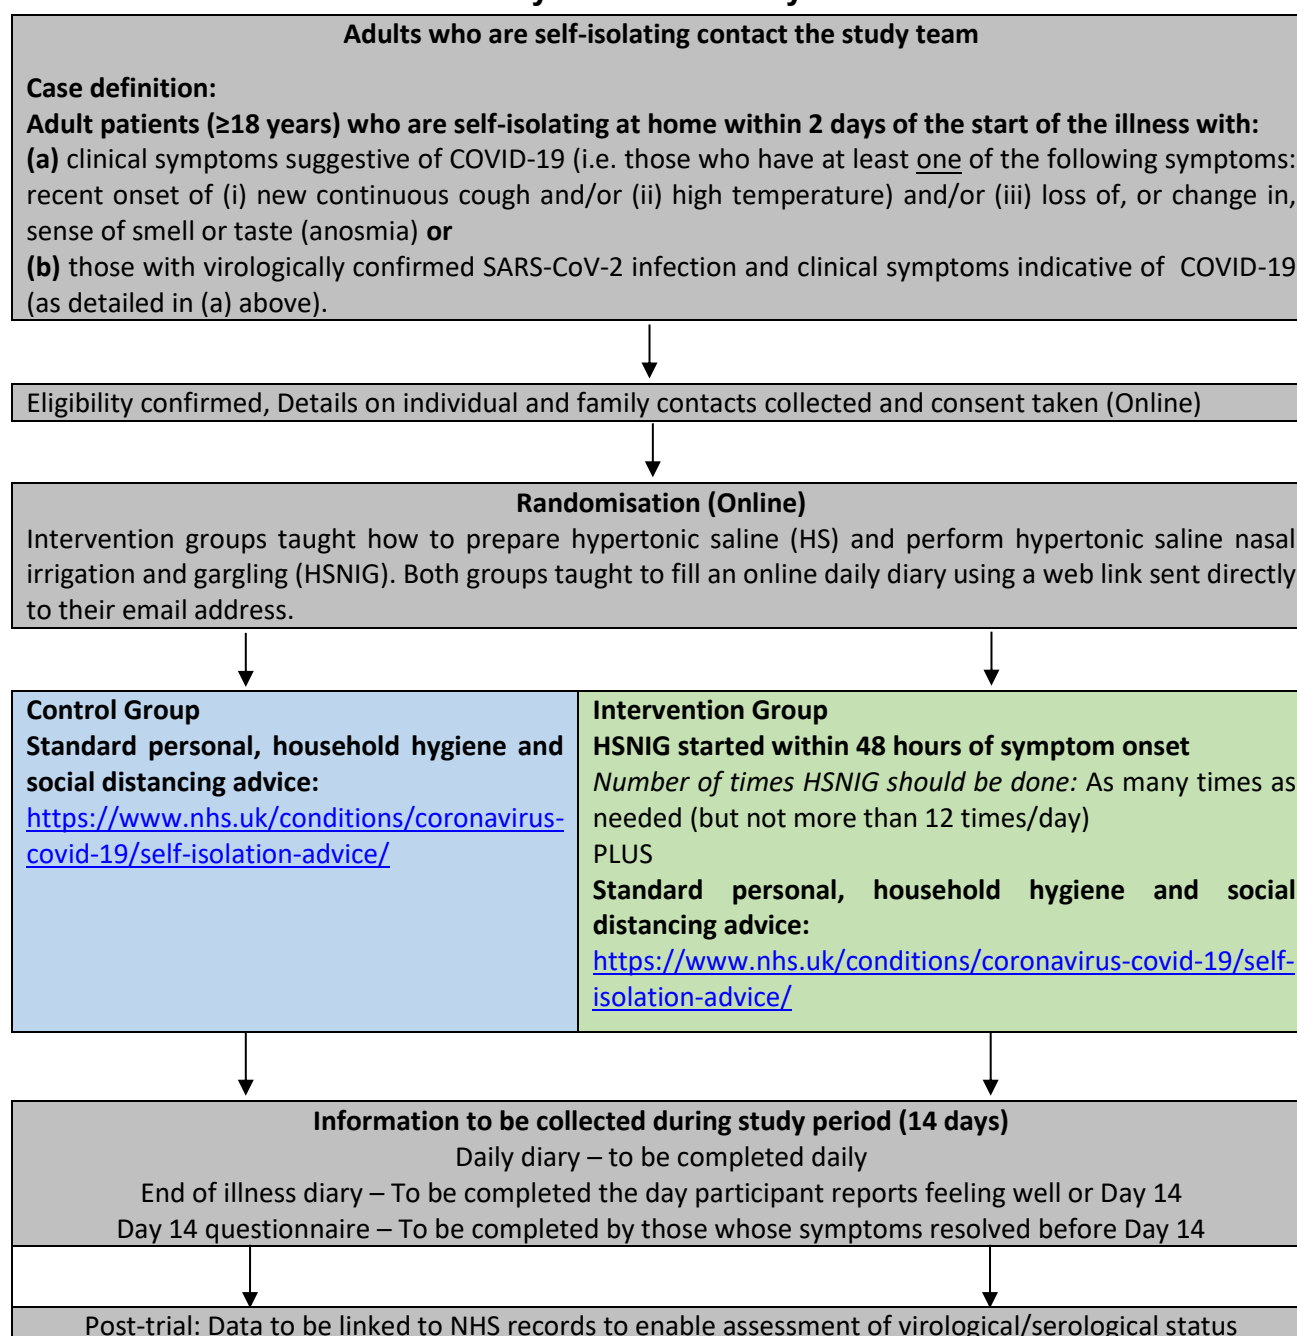 Adults who are self-isolating contact the study team
Case definition:
Adult patients (≥18 years) who are self-isolating at home within 2 days of the start of the illness with:
(a) clinical symptoms suggestive of COVID-19 (i.e. those who have at least one of the following symptoms:
recent onset of (i) new continuous cough and/or (ii) high temperature) and/or (iii) loss of, or change in,
sense of smell or taste (anosmia) or
(b) those with virologically confirmed SARS-CoV-2 infection and clinical symptoms indicative of COVID-19
(as detailed in (a) above).
Eligibility confirmed, Details on individual and family contacts collected and consent taken (Online)
Randomisation (Online)
Intervention groups taught how to prepare hypertonic saline (HS) and perform hypertonic saline nasal
irrigation and gargling (HSNIG). Both groups taught to fill an online daily diary using a web link sent directly
to their email address.
Control Group
Standard personal, household hygiene and
social distancing advice:
https://www.nhs.uk/conditions/coronavirus-
covid-19/self-isolation-advice/
Intervention Group
HSNIG started within 48 hours of symptom onset
Number of times HSNIG should be done: As many times as
needed (but not more than 12 times/day)
PLUS
Standard personal, household hygiene and social
distancing advice:
https://www.nhs.uk/conditions/coronavirus-covid-19/self-
isolation-advice/
Information to be collected during study period (14 days)
Daily diary – to be completed daily
End of illness diary – To be completed the day participant reports feeling well or Day 14
Day 14 questionnaire – To be completed by those whose symptoms resolved before Day 14
Post-trial: Data to be linked to NHS records to enable assessment of virological/serological status